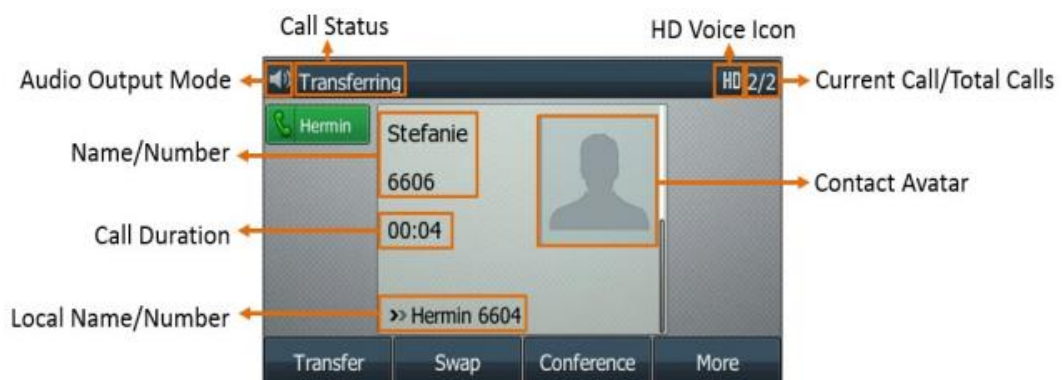 Call Status
HD Voice Icon
Audio Output Mode
Transferring
HD 2/2
Current Call/Total Calls
Hermin
Stefanie
Name/Number
6606
Contact Avatar
Call Duration
00:04
Local Name/Number
Hermin 6604
Transfer
Swap
Conference
More